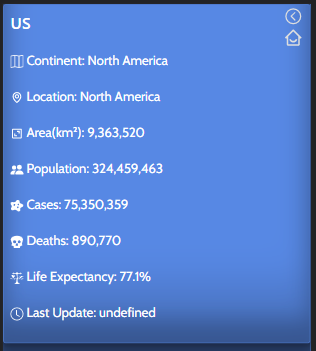 US
Continent: North America
Location: North America
Area(km²): 9,363,520
Population: 324,459,463
Cases: 75,350,359
Deaths: 890,770
Life Expectancy: 77.1%
Last Update: undefined